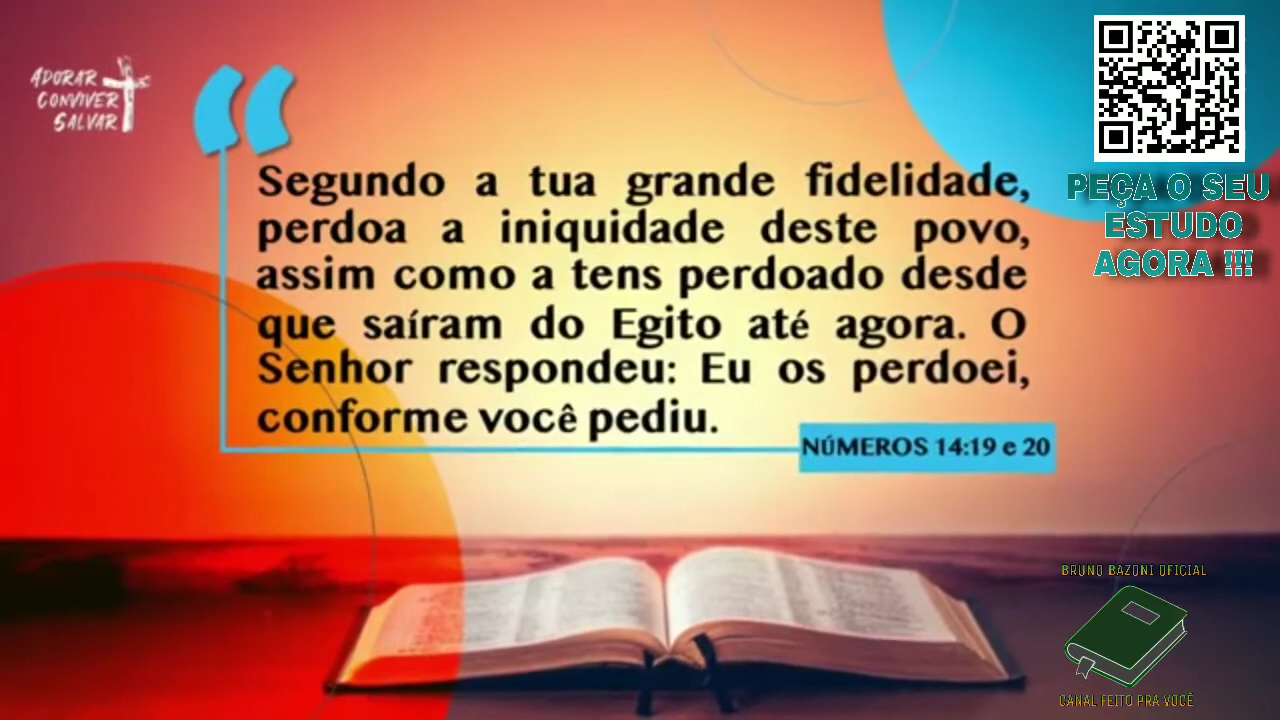 ADORAR
CONVIVER
SALVAR
Segundo a tua grande fidelidade,
perdoa a iniquidade deste povo,
assim como a tens perdoado desde
que saíram do Egito até agora. O
Senhor respondeu: Eu os perdoei,
conforme você pediu.
NÚMEROS 14:19 e 20
PEÇA O SEU
ESTUDO
AGORA !!!
BRUNO BAZONI OFICIAL
CANAL FEITO PRA VOCÊ